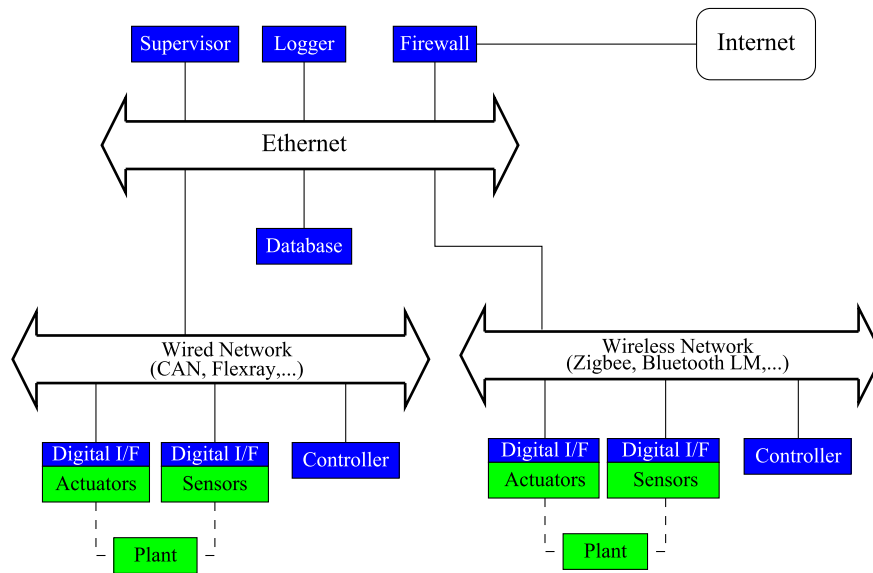 Supervisor
Logger
Firewall
Internet
Ethernet
Database
Wired Network
(CAN, Flexray,...)
Wireless Network
(Zigbee, Bluetooth LM,...)
Digital I/F
Actuators
Digital I/F
Sensors
Controller
Digital I/F
Actuators
Digital I/F
Sensors
Controller
Plant
Plant